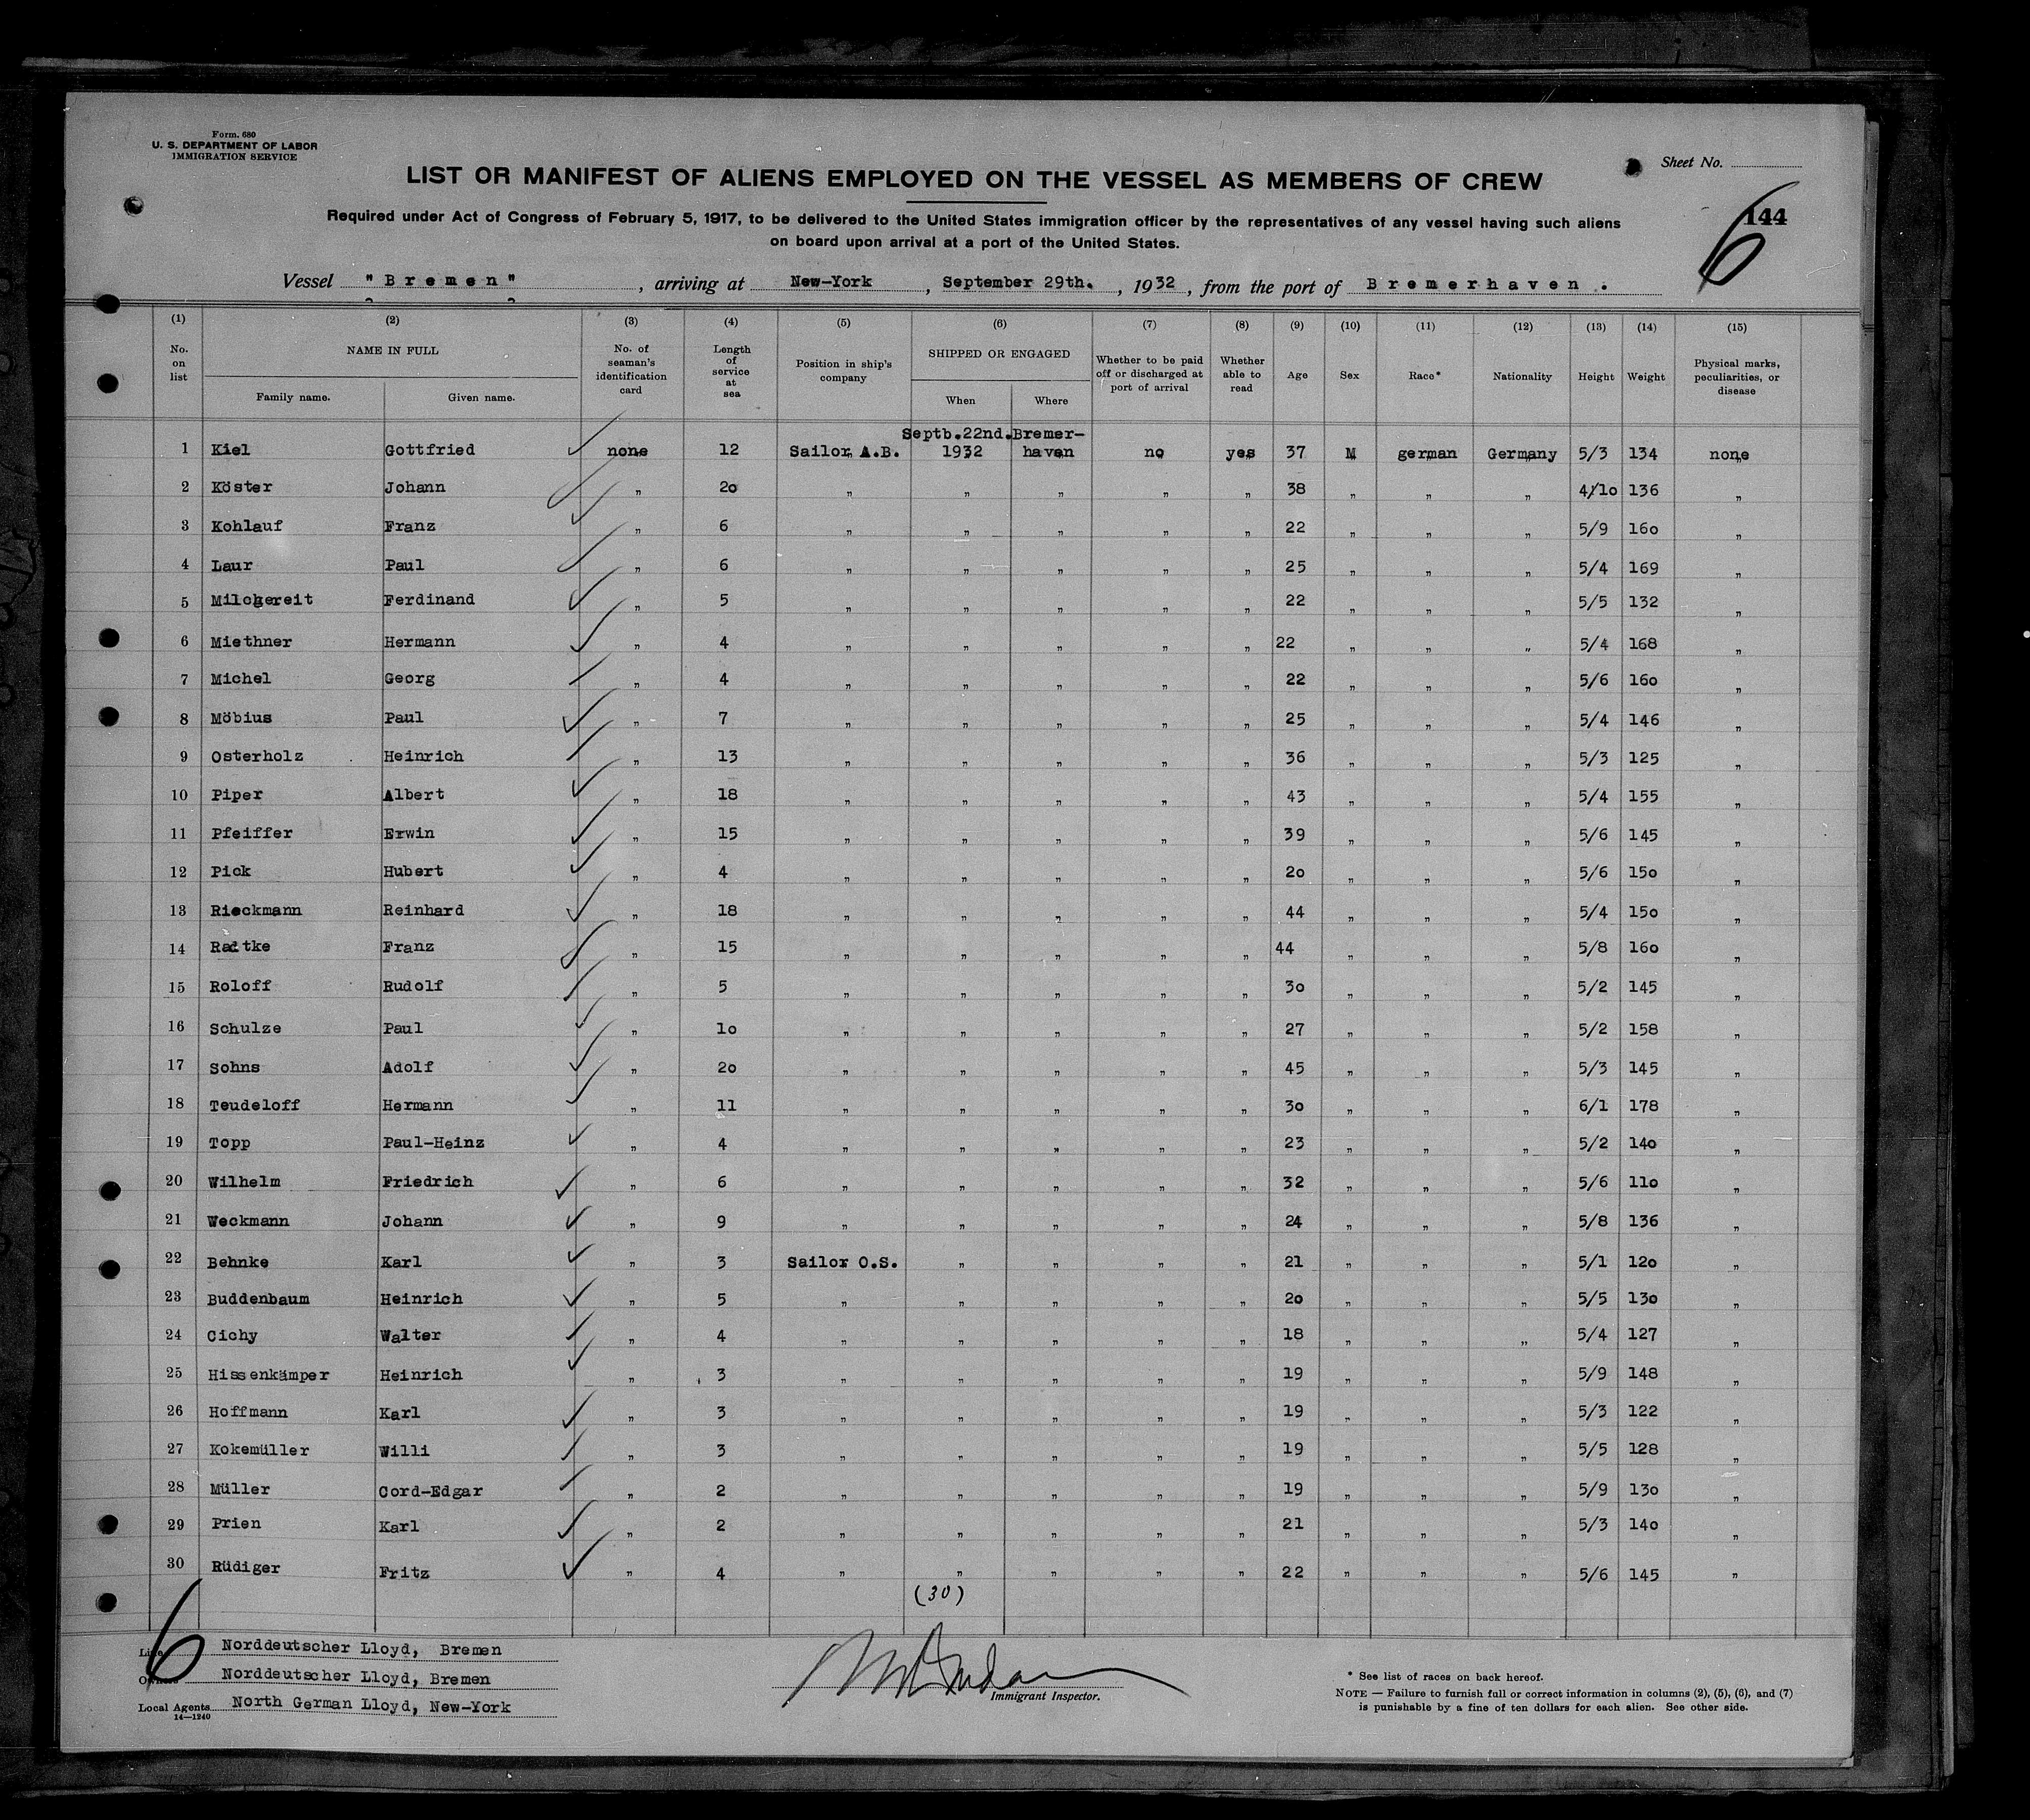 Form. 680
U. S. DEPARTMENT OF LABOR
IMMIGRATION SERVICE
Sheet No.
LIST OR MANIFEST OF ALIENS EMPLOYED ON THE VESSEL AS MEMBERS OF CREW
144
6
Required under Act of Congress of February 5, 1917, to be delivered to the United States immigration officer by the representatives of any vessel having such aliens
on board upon arrival at a port of the United States.
Vessel "Bremen", arriving at New-York, September 29th., 1932, from the port of Bremerhaven.
(1) (2) (3) (4) (5) (6) (7) (8) (9) (10) (11) (12) (13) (14) (15)
No. on list NAME IN FULL Family name. Given name. No. of seaman's identification card Length of service at sea Position in ship's company SHIPPED OR ENGAGED When Where Whether to be paid off or discharged at port of arrival Whether able to read Age Sex Race* Nationality Height Weight Physical marks, peculiarities, or disease
1 Kiel Gottfried none 12 Sailor A.B. Septb.22nd. 1932 Bremer-haven no yes 37 M german Germany 5/3 134 none
2 Köster Johann " 20 " " " " " 38 " " " 4/10 136 "
3 Kohlauf Franz " 6 " " " " " 22 " " " 5/9 160 "
4 Laur Paul " 6 " " " " " 25 " " " 5/4 169 "
5 Milchereit Ferdinand " 5 " " " " " 22 " " " 5/5 132 "
6 Miethner Hermann " 4 " " " " " 22 " " " 5/4 168 "
7 Michel Georg " 4 " " " " " 22 " " " 5/6 160 "
8 Möbius Paul " 7 " " " " " 25 " " " 5/4 146 "
9 Osterholz Heinrich " 13 " " " " " 36 " " " 5/3 125 "
10 Piper Albert " 18 " " " " " 43 " " " 5/4 155 "
11 Pfeiffer Erwin " 15 " " " " " 39 " " " 5/6 145 "
12 Pick Hubert " 4 " " " " " 20 " " " 5/6 150 "
13 Rieckmann Reinhard " 18 " " " " " 44 " " " 5/4 150 "
14 Radtke Franz " 15 " " " " " 44 " " " 5/8 160 "
15 Roloff Rudolf " 5 " " " " " 30 " " " 5/2 145 "
16 Schulze Paul " 10 " " " " " 27 " " " 5/2 158 "
17 Sohns Adolf " 20 " " " " " 45 " " " 5/3 145 "
18 Teudeloff Hermann " 11 " " " " " 30 " " " 6/1 178 "
19 Topp Paul-Heinz " 4 " " " " " 23 " " " 5/2 140 "
20 Wilhelm Friedrich " 6 " " " " " 32 " " " 5/6 110 "
21 Weckmann Johann " 9 " " " " " 24 " " " 5/8 136 "
22 Behnke Karl " 3 Sailor O.S. " " " " 21 " " " 5/1 120 "
23 Buddenbaum Heinrich " 5 " " " " " 20 " " " 5/5 130 "
24 Cichy Walter " 4 " " " " " 18 " " " 5/4 127 "
25 Hissenkämper Heinrich " 3 " " " " " 19 " " " 5/9 148 "
26 Hoffmann Karl " 3 " " " " " 19 " " " 5/3 122 "
27 Kokemüller Willi " 3 " " " " " 19 " " " 5/5 128 "
28 Müller Cord-Edgar " 2 " " " " " 19 " " " 5/9 130 "
29 Prien Karl " 2 " " " " " 21 " " " 5/3 140 "
30 Rüdiger Fritz " 4 " " " " " 22 " " " 5/6 145 "
(30)
6
Line Norddeutscher Lloyd, Bremen
Owners Norddeutscher Lloyd, Bremen
Local Agents North German Lloyd, New-York
14—1240
Immigrant Inspector.
* See list of races on back hereof.
NOTE — Failure to furnish full or correct information in columns (2), (5), (6), and (7)
is punishable by a fine of ten dollars for each alien. See other side.